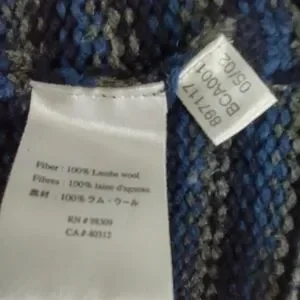 Fiber : 100% Lambs wool
Fibres : 100% laine d'agneau
素材 : 100% ラム・ウール
RN # 98309
CA # 40312
8971117
BCA001
05/02